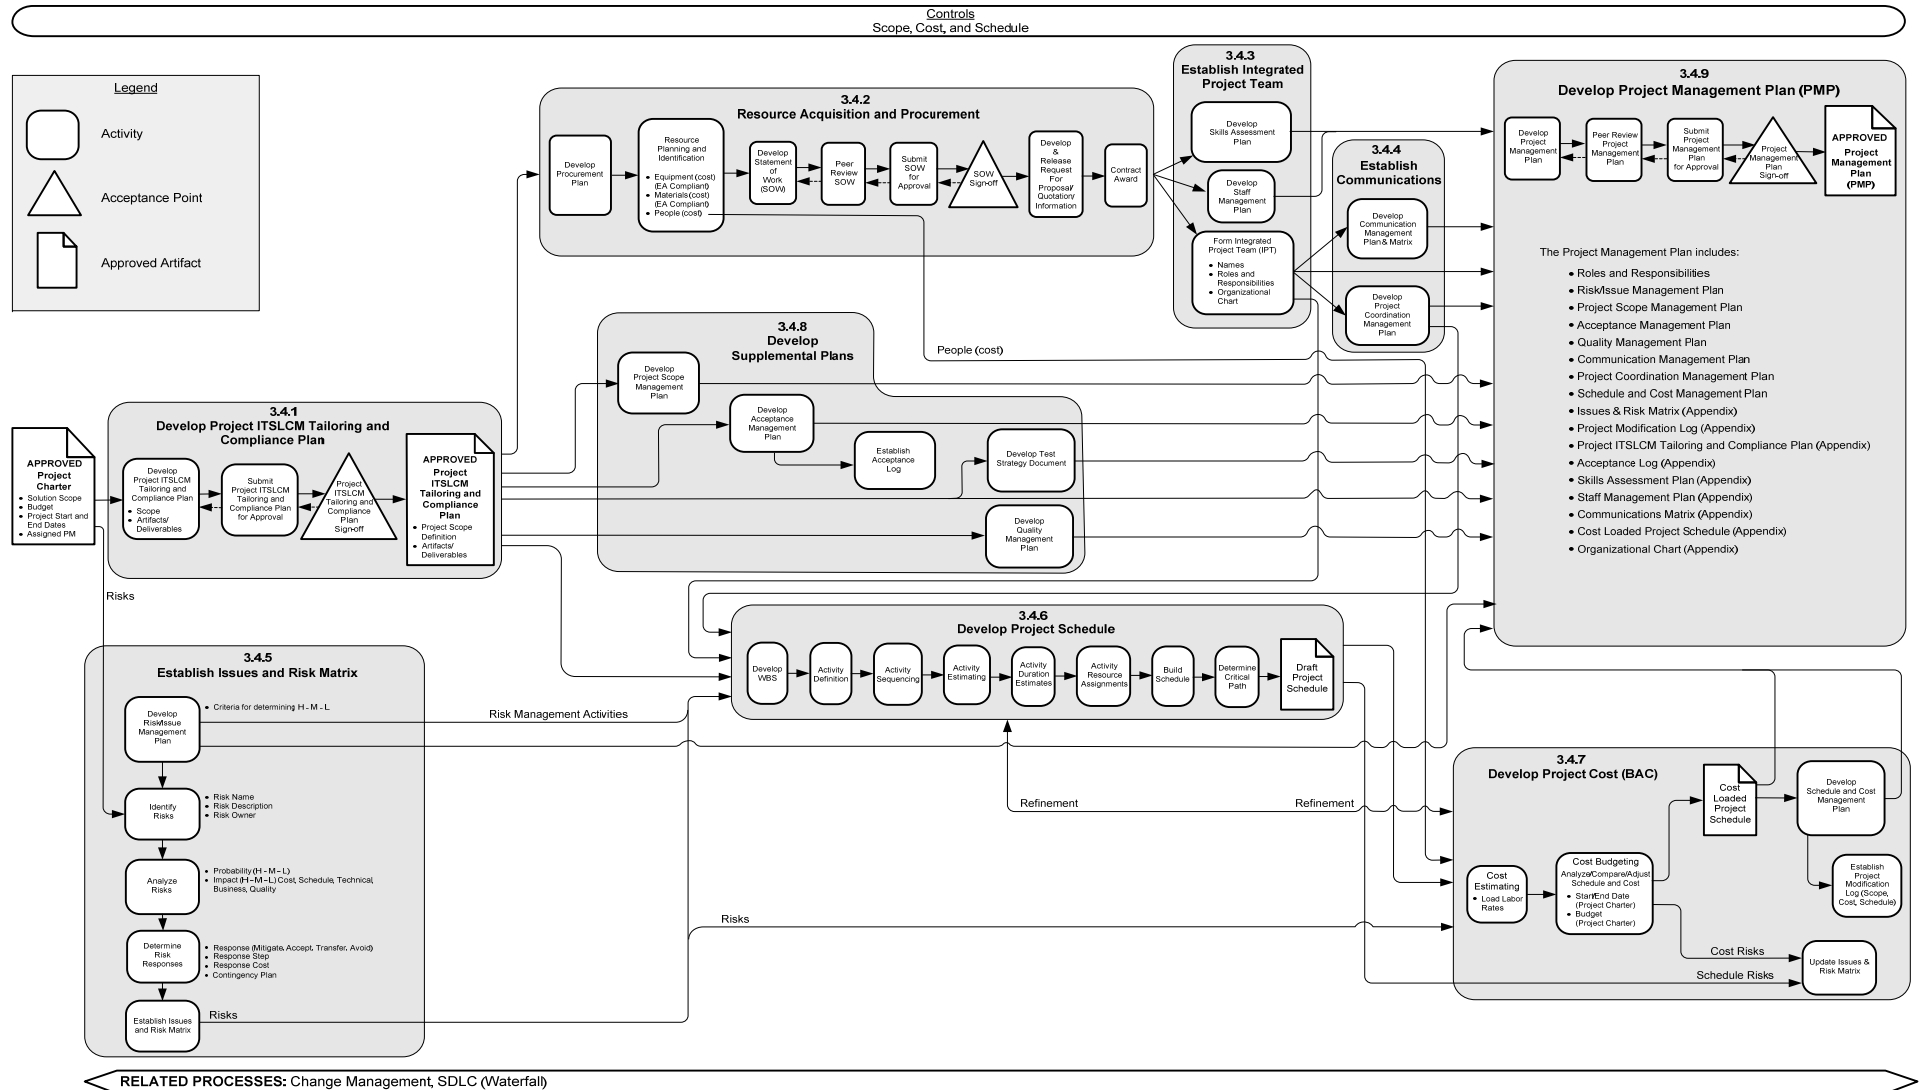 Controls
Scope, Cost, and Schedule
Legend
Activity
Acceptance Point
Approved Artifact
APPROVED
Project
Charter
• Solution Scope
• Budget
• Project Start and
End Dates
• Assigned PM
Risks
3.4.1
Develop Project ITSLCM Tailoring and
Compliance Plan
Develop
Project ITSLCM
Tailoring and
Compliance Plan
• Scope
• Artifacts/
Deliverables
Submit
Project ITSLCM
Tailoring and
Compliance Plan
for Approval
Project
ITSLCM
Tailoring and
Compliance
Plan
Sign-off
APPROVED
Project
ITSLCM
Tailoring and
Compliance
Plan
• Project Scope
Definition
• Artifacts/
Deliverables
3.4.2
Resource Acquisition and Procurement
Develop
Procurement
Plan
Resource
Planning and
Identification
• Equipment (cost)
(EA Compliant)
• Materials (cost)
(EA Compliant)
• People (cost)
Develop
Statement
of
Work
(SOW)
Peer
Review
SOW
Submit
SOW
for
Approval
SOW
Sign-off
Develop
&
Release
Request
For
Proposal/
Quotation/
Information
Contract
Award
People (cost)
3.4.3
Establish Integrated
Project Team
Develop
Skills Assessment
Plan
Develop
Staff
Management
Plan
Form Integrated
Project Team (IPT)
• Names
• Roles and
Responsibilities
• Organizational
Chart
3.4.4
Establish
Communications
Develop
Communication
Management
Plan & Matrix
Develop
Project
Coordination
Management
Plan
3.4.8
Develop
Supplemental Plans
Develop
Project Scope
Management
Plan
Develop
Acceptance
Management
Plan
Establish
Acceptance
Log
Develop Test
Strategy Document
Develop
Quality
Management
Plan
3.4.9
Develop Project Management Plan (PMP)
Develop
Project
Management
Plan
Peer Review
Project
Management
Plan
Submit
Project
Management
Plan
for Approval
Project
Management
Plan
Sign-off
APPROVED
Project
Management
Plan
(PMP)
The Project Management Plan includes:
• Roles and Responsibilities
• Risk/Issue Management Plan
• Project Scope Management Plan
• Acceptance Management Plan
• Quality Management Plan
• Communication Management Plan
• Project Coordination Management Plan
• Schedule and Cost Management Plan
• Issues & Risk Matrix (Appendix)
• Project Modification Log (Appendix)
• Project ITSLCM Tailoring and Compliance Plan (Appendix)
• Acceptance Log (Appendix)
• Skills Assessment Plan (Appendix)
• Staff Management Plan (Appendix)
• Communications Matrix (Appendix)
• Cost Loaded Project Schedule (Appendix)
• Organizational Chart (Appendix)
3.4.5
Establish Issues and Risk Matrix
Develop
Risk/Issue
Management
Plan
• Criteria for determining H - M - L
Identify
Risks
• Risk Name
• Risk Description
• Risk Owner
Analyze
Risks
• Probability (H - M - L)
• Impact (H – M – L) Cost, Schedule, Technical,
Business, Quality
Determine
Risk
Responses
• Response (Mitigate, Accept, Transfer, Avoid)
• Response Step
• Response Cost
• Contingency Plan
Establish Issues
and Risk Matrix
Risks
Risk Management Activities
Risks
3.4.6
Develop Project Schedule
Develop
WBS
Activity
Definition
Activity
Sequencing
Activity
Estimating
Activity
Duration
Estimates
Activity
Resource
Assignments
Build
Schedule
Determine
Critical
Path
Draft
Project
Schedule
Refinement
Refinement
3.4.7
Develop Project Cost (BAC)
Cost
Estimating
• Load Labor
Rates
Cost Budgeting
Analyze/Compare/Adjust
Schedule and Cost
• Start/End Date
(Project Charter)
• Budget
(Project Charter)
Cost
Loaded
Project
Schedule
Develop
Schedule and Cost
Management
Plan
Establish
Project
Modification
Log (Scope,
Cost, Schedule)
Cost Risks
Schedule Risks
Update Issues &
Risk Matrix
RELATED PROCESSES: Change Management, SDLC (Waterfall)